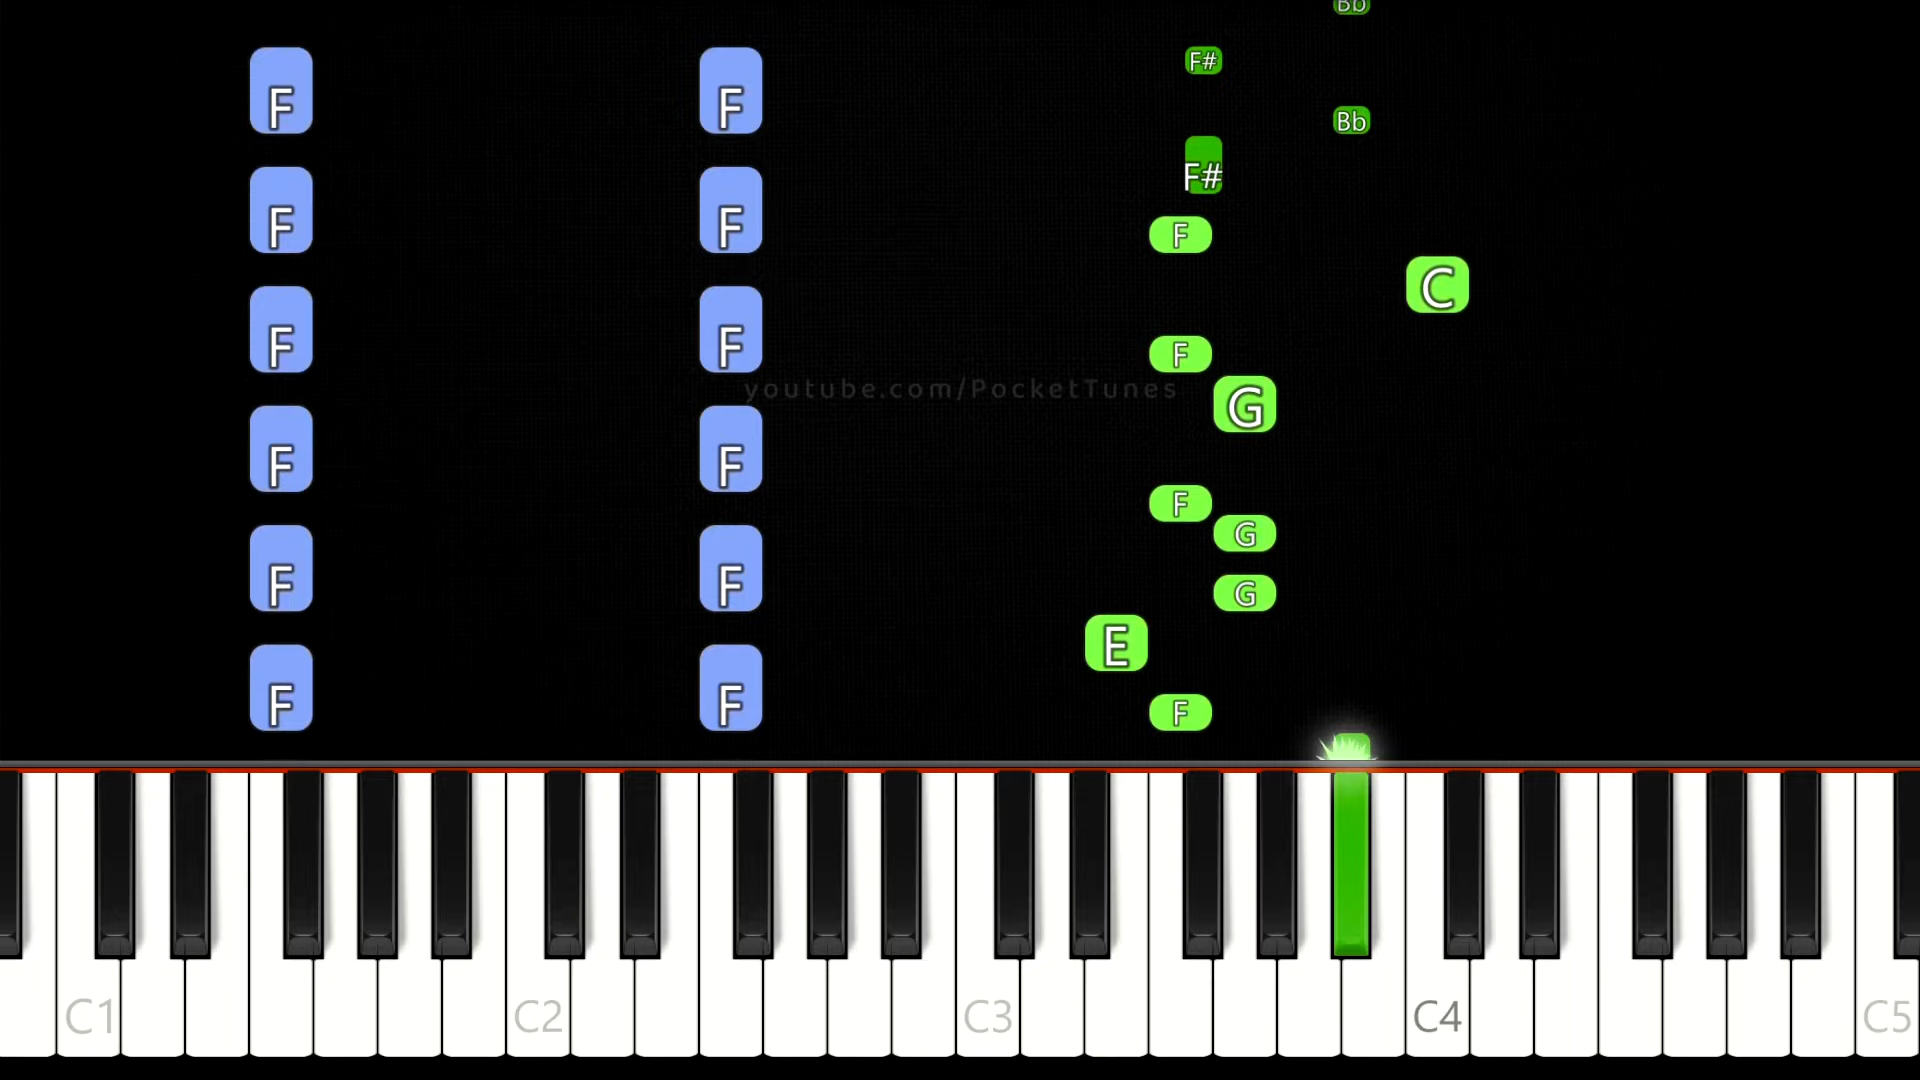 Bb
F F F#
Bb
F#
F F F
C
F F F
youtube.com/PocketTunes
G
F F
F
G
F F G
E
F F F
C1 C2 C3 C4 C5